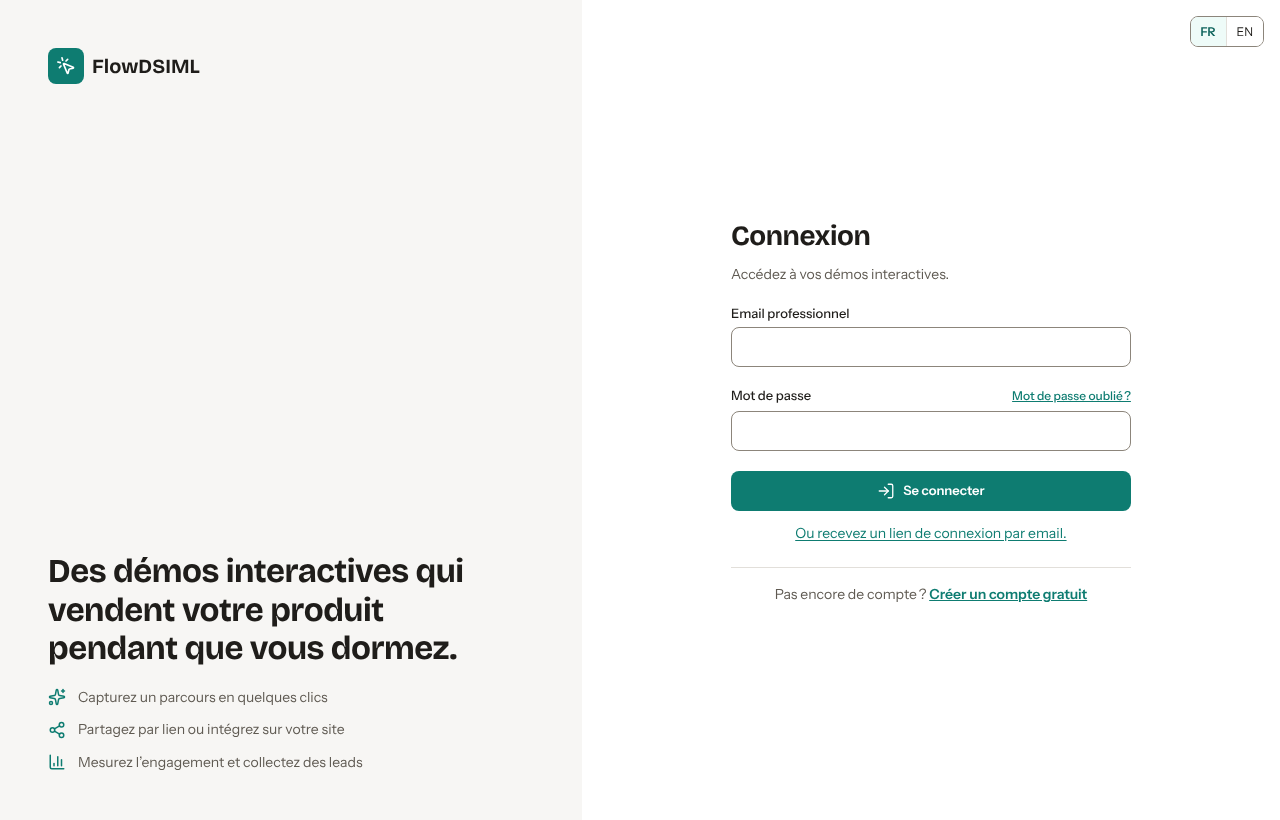 FlowDSIML
Des démos interactives qui
vendent votre produit
pendant que vous dormez.
Capturez un parcours en quelques clics
Partagez par lien ou intégrez sur votre site
Mesurez l’engagement et collectez des leads
FR EN
Connexion
Accédez à vos démos interactives.
Email professionnel
Mot de passe Mot de passe oublié ?
Se connecter
Ou recevez un lien de connexion par email.
Pas encore de compte ? Créer un compte gratuit